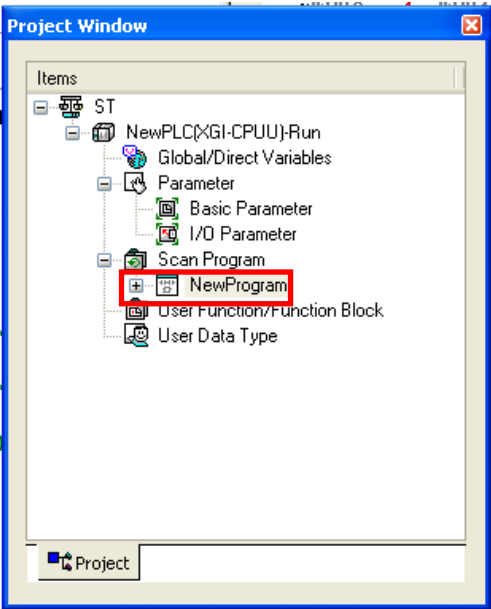 Project Window
Items
ST
NewPLC(XGI-CPUU)-Run
Global/Direct Variables
Parameter
Basic Parameter
I/O Parameter
Scan Program
NewProgram
User Function/Function Block
User Data Type
Project